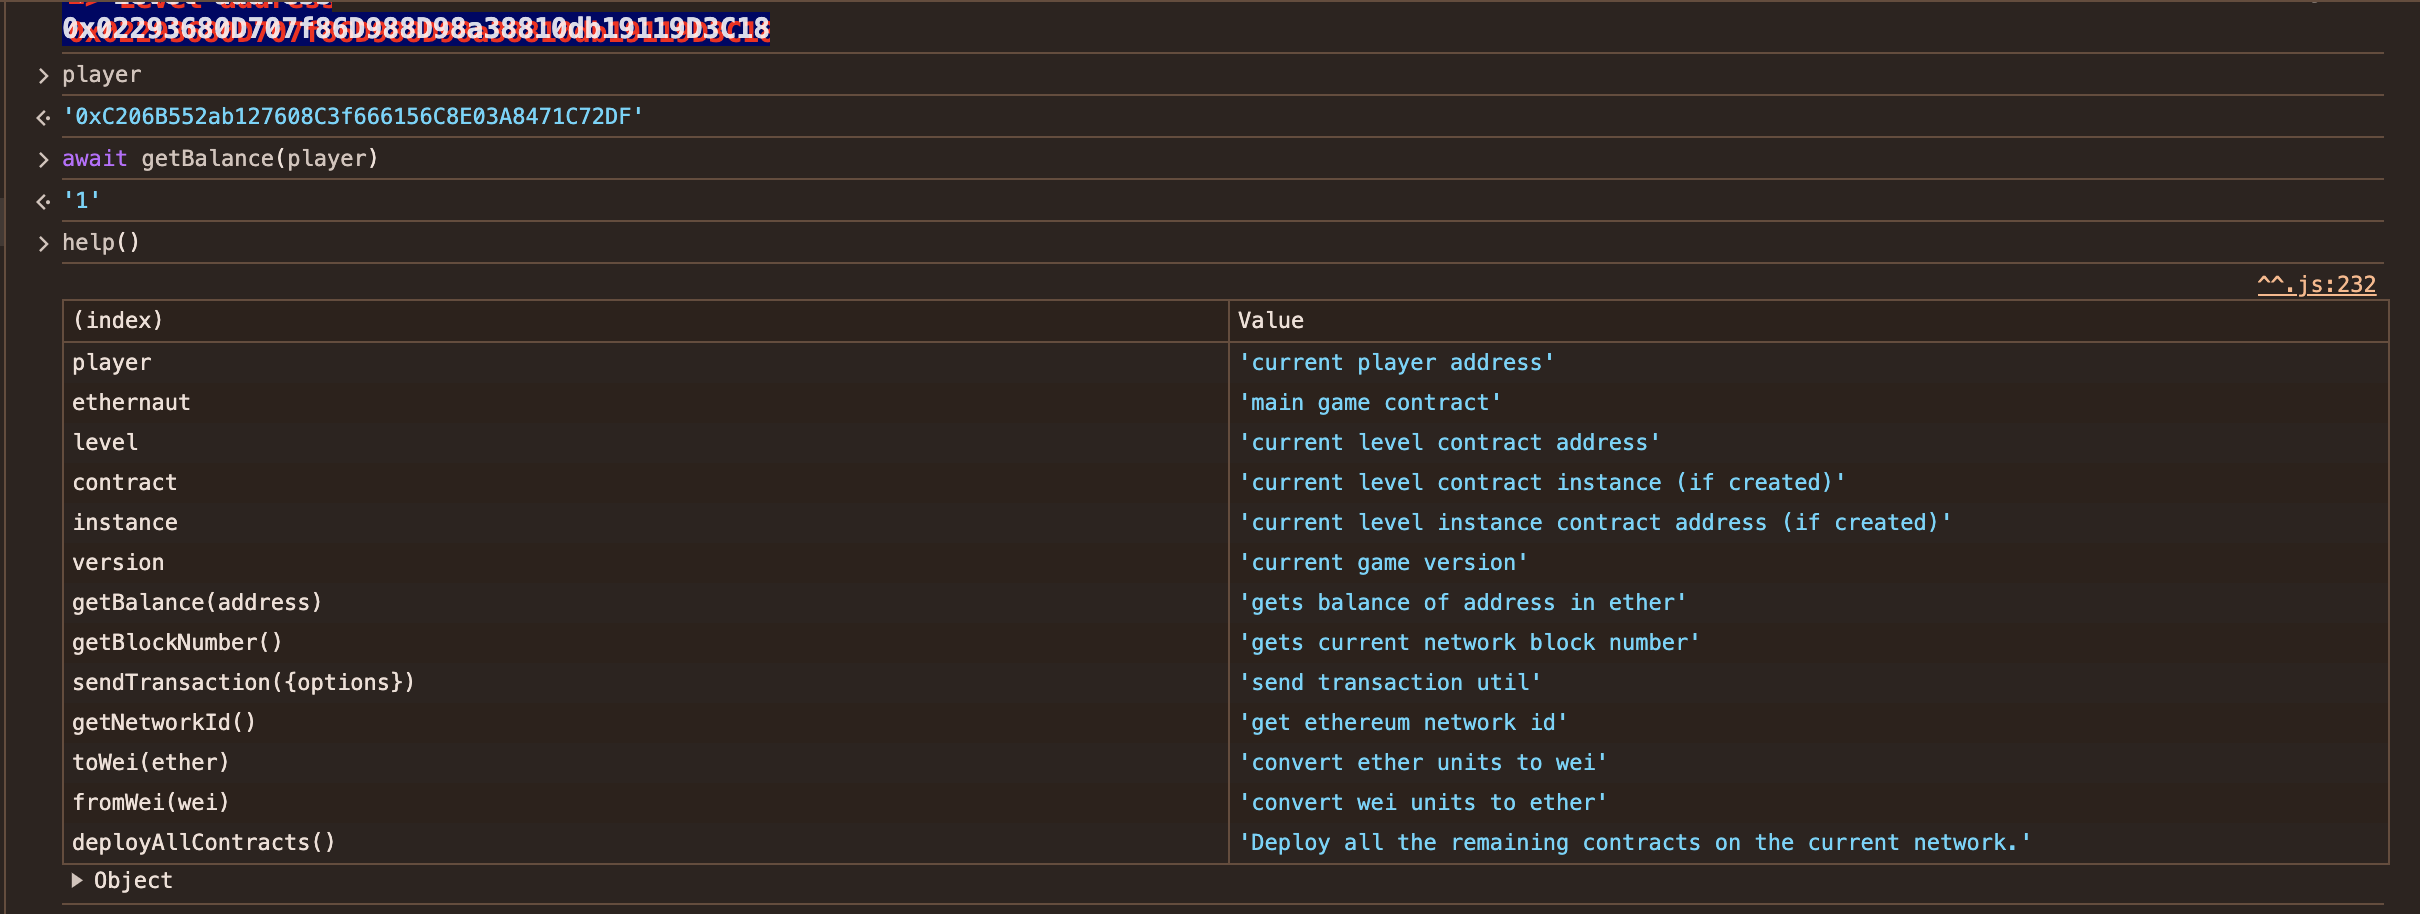 => Level address
0x02293680D707f86D988D98a38810db19119D3C18
> player
'0xC206B552ab127608C3f666156C8E03A8471C72DF'
> await getBalance(player)
'1'
> help()
^^.js:232
(index) Value
player 'current player address'
ethernaut 'main game contract'
level 'current level contract address'
contract 'current level contract instance (if created)'
instance 'current level instance contract address (if created)'
version 'current game version'
getBalance(address) 'gets balance of address in ether'
getBlockNumber() 'gets current network block number'
sendTransaction({options}) 'send transaction util'
getNetworkId() 'get ethereum network id'
toWei(ether) 'convert ether units to wei'
fromWei(wei) 'convert wei units to ether'
deployAllContracts() 'Deploy all the remaining contracts on the current network.'
Object